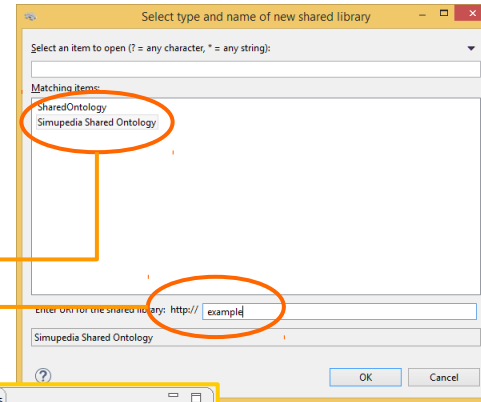 Select type and name of new shared library
Select an item to open (? = any character, * = any string):
Matching items:
SharedOntology
Simupedia Shared Ontology
Enter URI for the shared library: http:// example
Simupedia Shared Ontology
OK Cancel